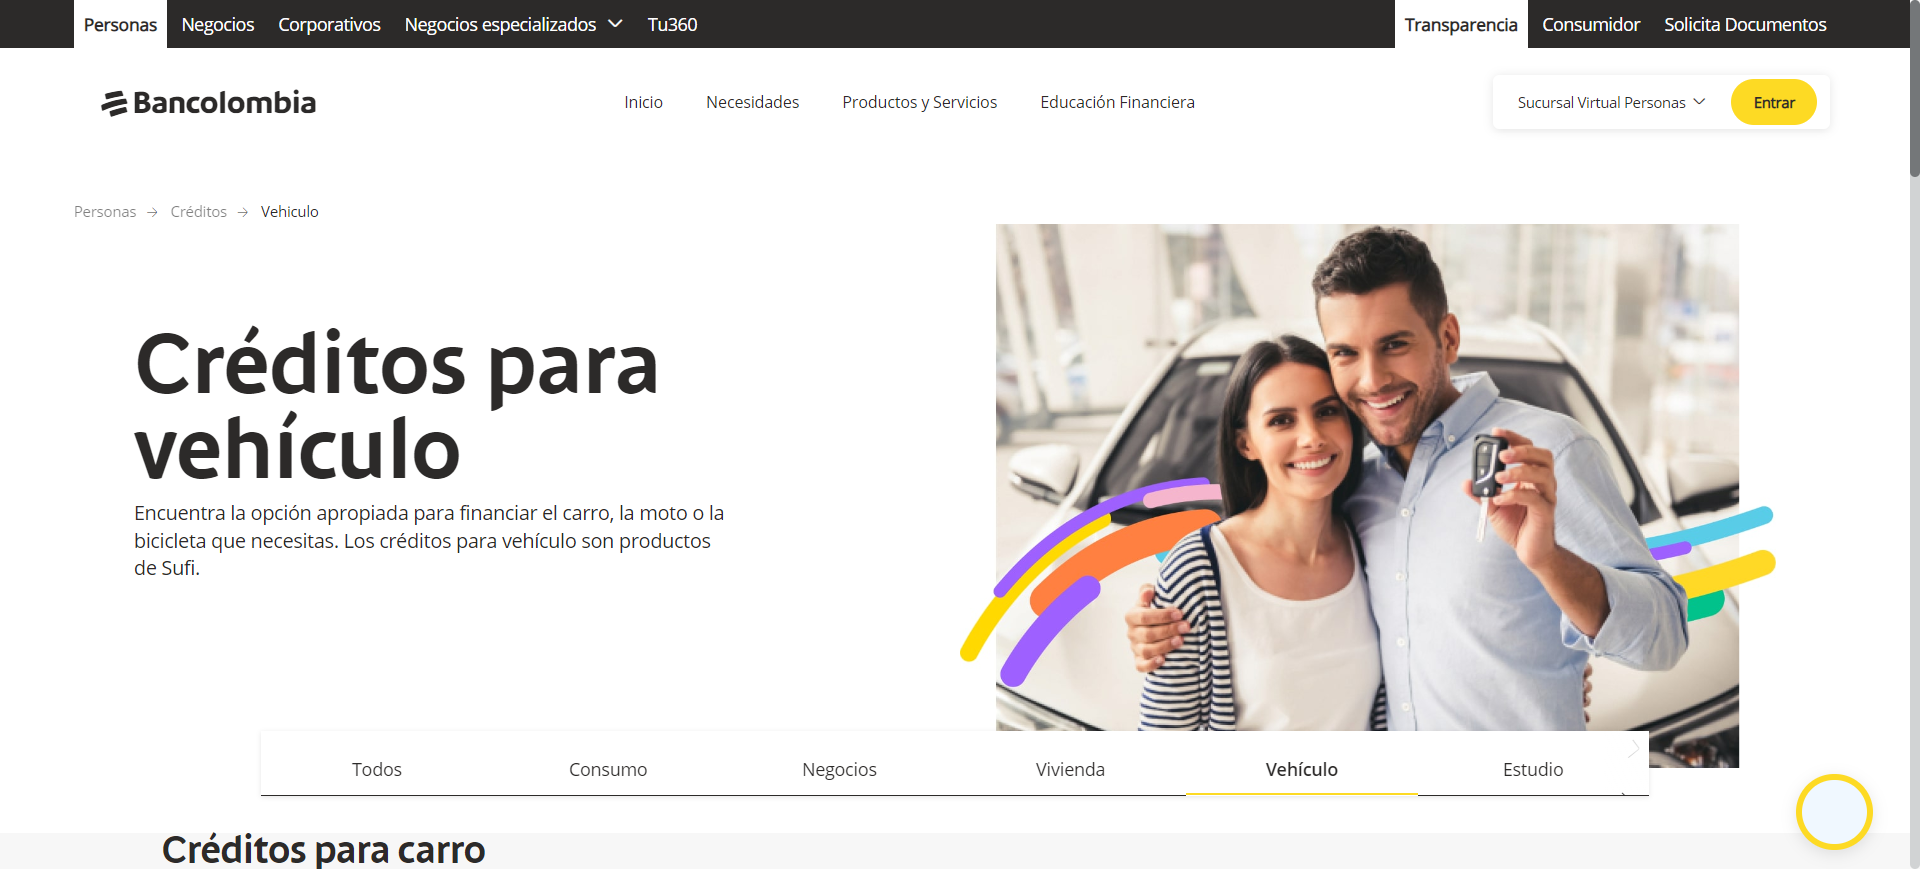 Personas Negocios Corporativos Negocios especializados Tu360 Transparencia Consumidor Solicita Documentos
Bancolombia Inicio Necesidades Productos y Servicios Educación Financiera Sucursal Virtual Personas Entrar
Personas Créditos Vehiculo
Créditos para
vehículo
Encuentra la opción apropiada para financiar el carro, la moto o la
bicicleta que necesitas. Los créditos para vehículo son productos
de Sufi.
Todos Consumo Negocios Vivienda Vehículo Estudio
Créditos para carro